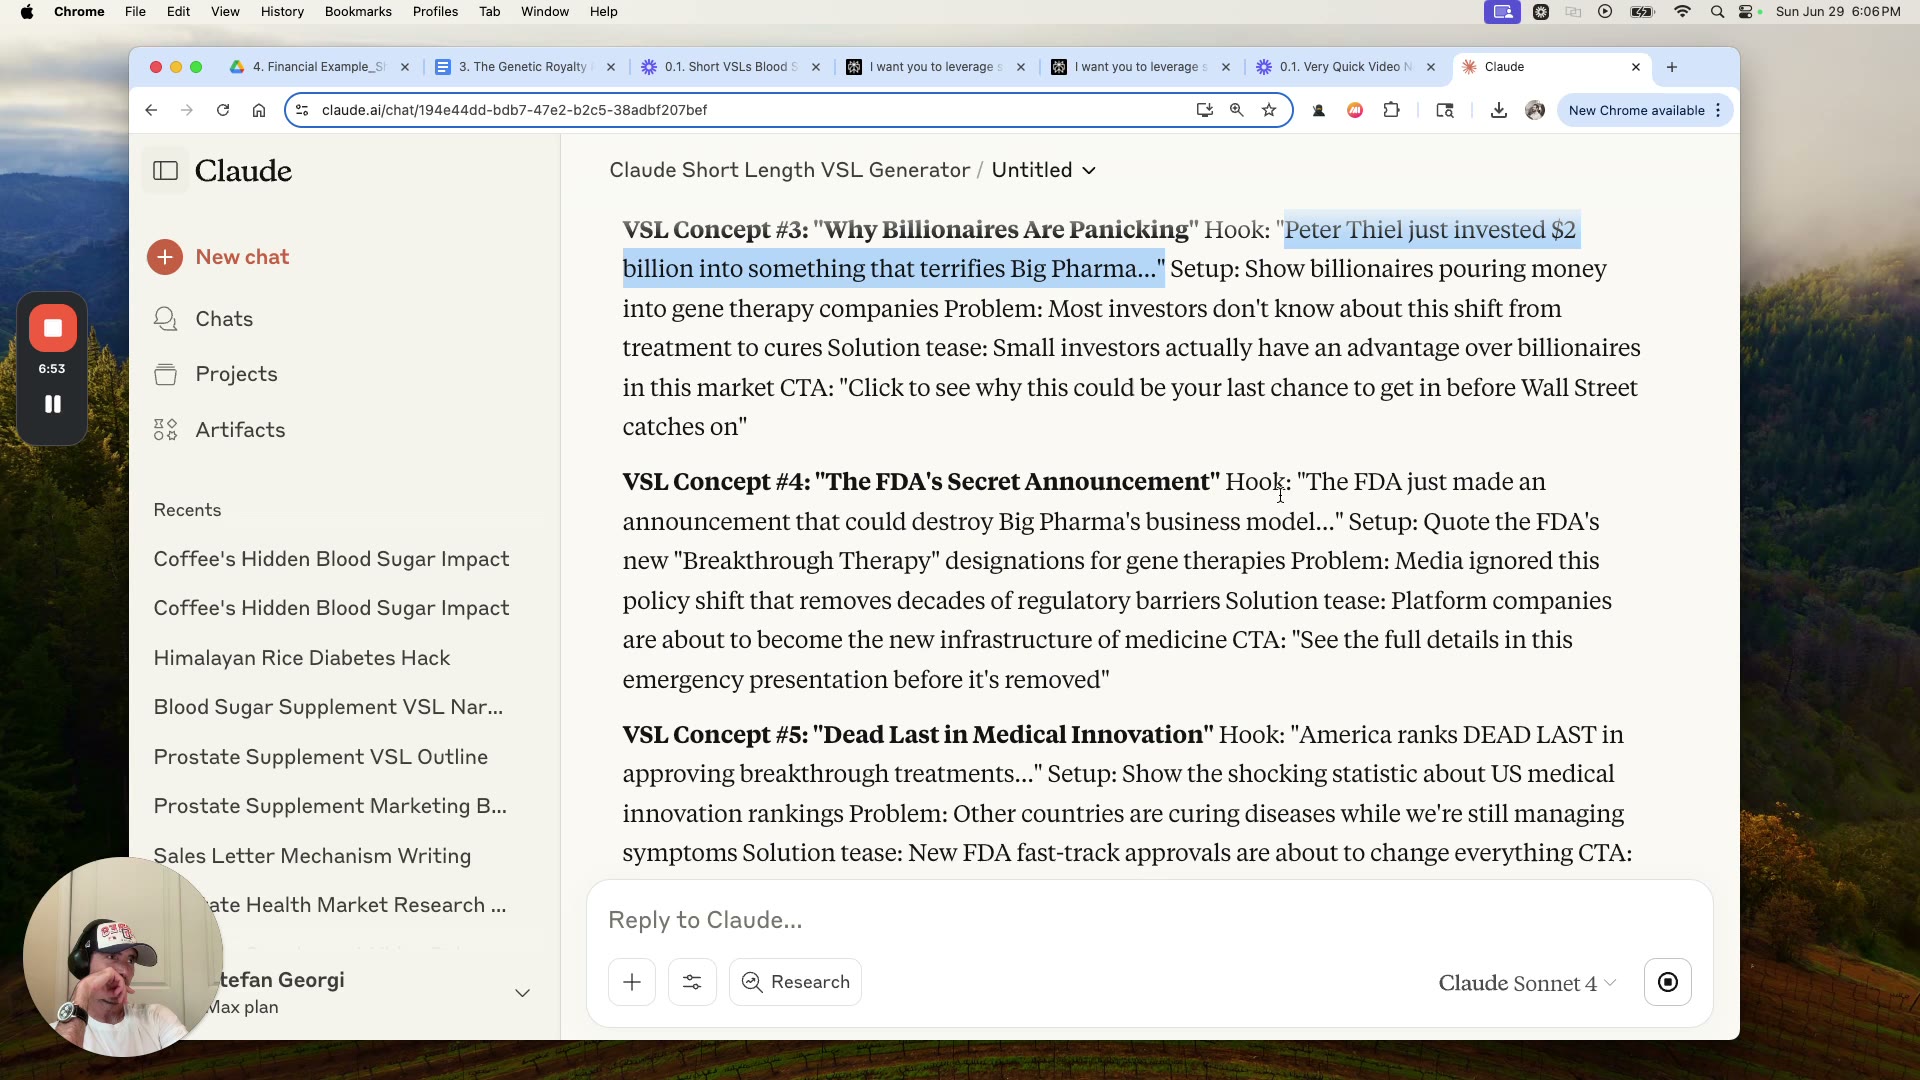 Chrome File Edit View History Bookmarks Profiles Tab Window Help Sun Jun 29 6:06 PM
4. Financial Example_S
3. The Genetic Royalty
0.1. Short VSLs Blood S
I want you to leverage s
I want you to leverage s
0.1. Very Quick Video N
Claude
claude.ai/chat/194e44dd-bdb7-47e2-b2c5-38adbf207bef
New Chrome available
Claude
New chat
Chats
Projects
Artifacts
Recents
Coffee's Hidden Blood Sugar Impact
Coffee's Hidden Blood Sugar Impact
Himalayan Rice Diabetes Hack
Blood Sugar Supplement VSL Nar...
Prostate Supplement VSL Outline
Prostate Supplement Marketing B...
Sales Letter Mechanism Writing
tate Health Market Research ...
tefan Georgi
Max plan
6:53
Claude Short Length VSL Generator / Untitled
VSL Concept #3: "Why Billionaires Are Panicking" Hook: "Peter Thiel just invested $2
billion into something that terrifies Big Pharma..." Setup: Show billionaires pouring money
into gene therapy companies Problem: Most investors don't know about this shift from
treatment to cures Solution tease: Small investors actually have an advantage over billionaires
in this market CTA: "Click to see why this could be your last chance to get in before Wall Street
catches on"
VSL Concept #4: "The FDA's Secret Announcement" Hook: "The FDA just made an
announcement that could destroy Big Pharma's business model..." Setup: Quote the FDA's
new "Breakthrough Therapy" designations for gene therapies Problem: Media ignored this
policy shift that removes decades of regulatory barriers Solution tease: Platform companies
are about to become the new infrastructure of medicine CTA: "See the full details in this
emergency presentation before it's removed"
VSL Concept #5: "Dead Last in Medical Innovation" Hook: "America ranks DEAD LAST in
approving breakthrough treatments..." Setup: Show the shocking statistic about US medical
innovation rankings Problem: Other countries are curing diseases while we're still managing
symptoms Solution tease: New FDA fast-track approvals are about to change everything CTA:
Reply to Claude...
Research
Claude Sonnet 4